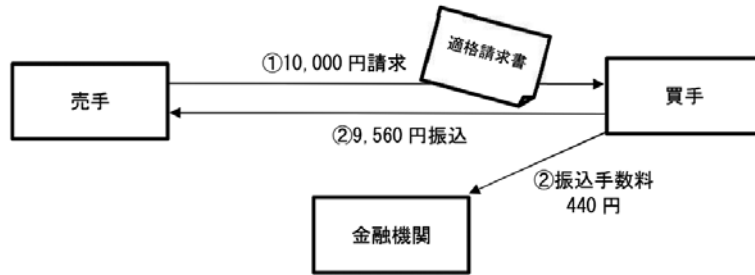 適格請求書
①10,000 円請求
売手
買手
②9,560 円振込
②振込手数料
440 円
金融機関